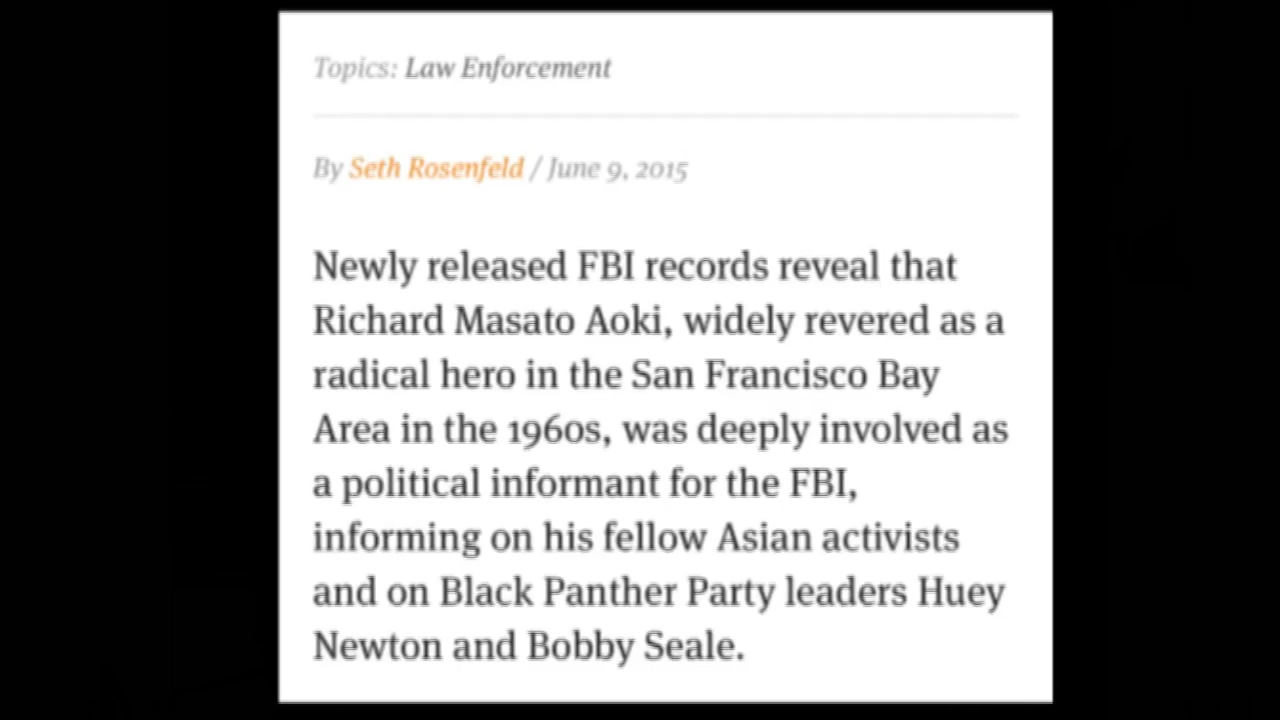 Topics: Law Enforcement
By Seth Rosenfeld / June 9, 2015
Newly released FBI records reveal that
Richard Masato Aoki, widely revered as a
radical hero in the San Francisco Bay
Area in the 1960s, was deeply involved as
a political informant for the FBI,
informing on his fellow Asian activists
and on Black Panther Party leaders Huey
Newton and Bobby Seale.